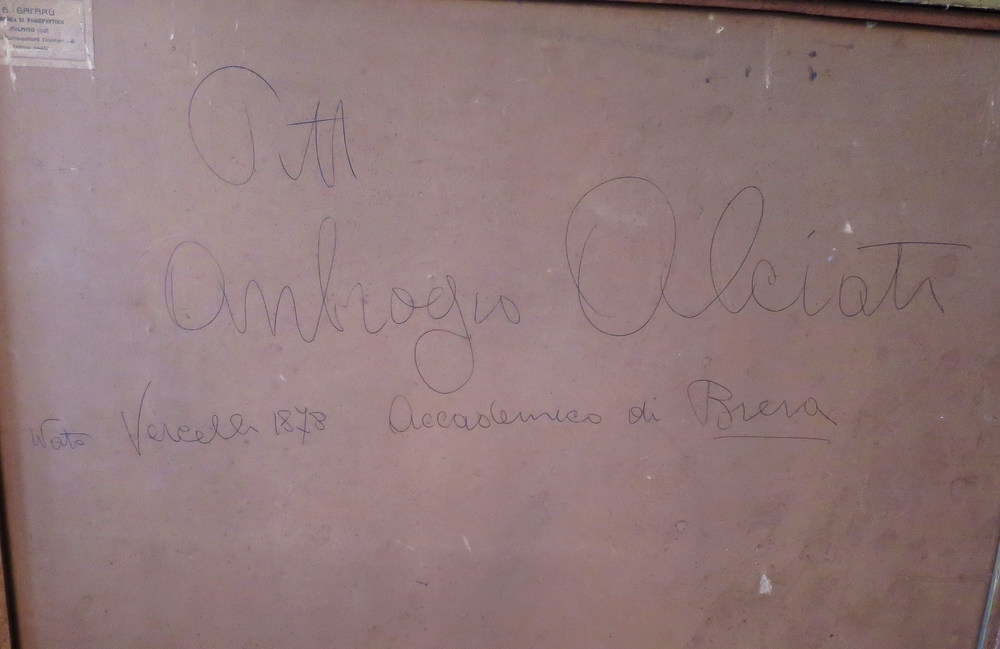 Pitt
Ambrogio Alciati
Nato Vercelli 1878 Accademico di Brera